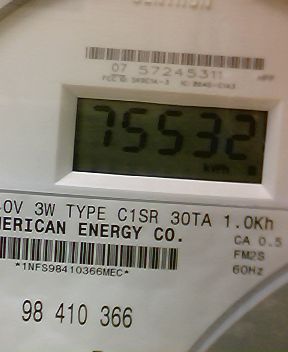 07 57245311
75532
kWh
0V 3W TYPE C1SR 30TA 1.0Kh
ERICAN ENERGY CO.
CA 0.5
*1NFS98410366MEC*
FM2S
60Hz
98 410 366